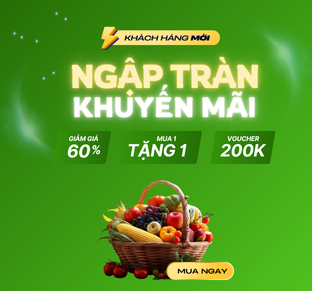 KHÁCH HÀNG MỚI
NGẬP TRÀN
KHUYẾN MÃI
GIẢM GIÁ
60%
MUA 1
TẶNG 1
VOUCHER
200K
MUA NGAY